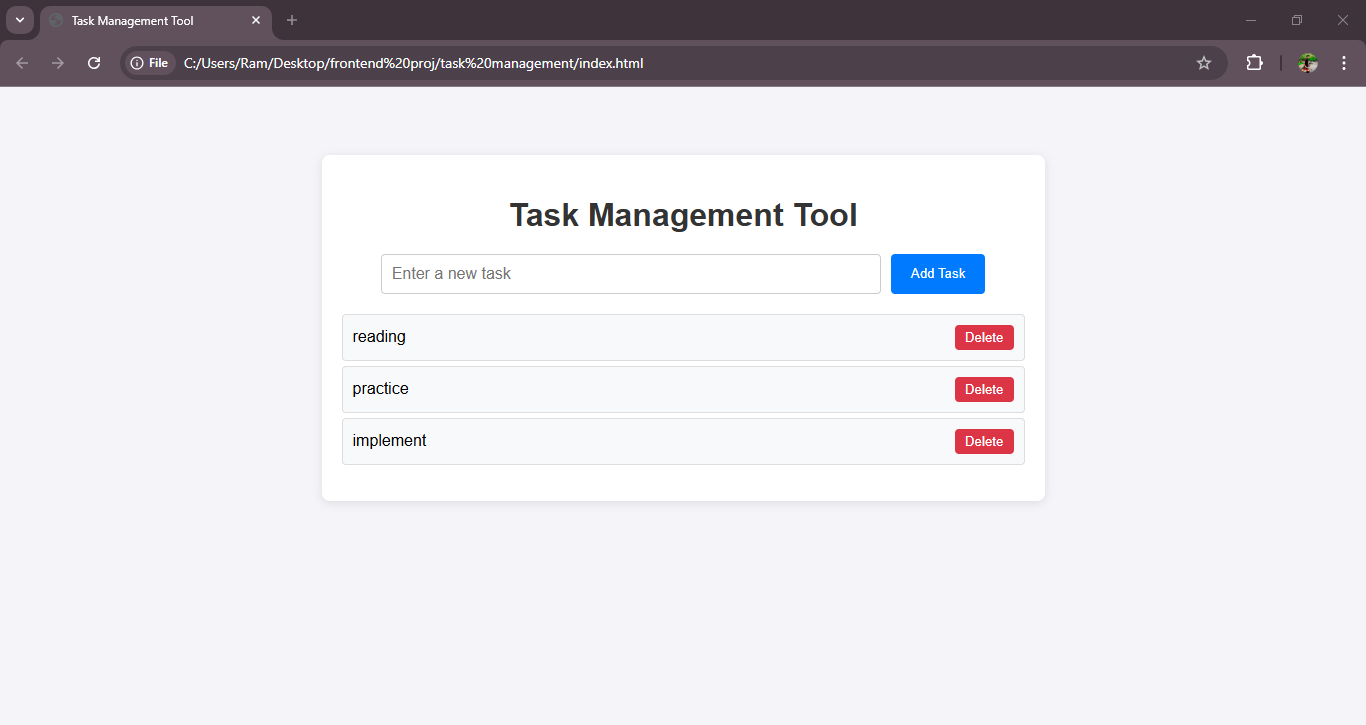 Task Management Tool
File C:/Users/Ram/Desktop/frontend%20proj/task%20management/index.html
Task Management Tool
Enter a new task Add Task
reading Delete
practice Delete
implement Delete